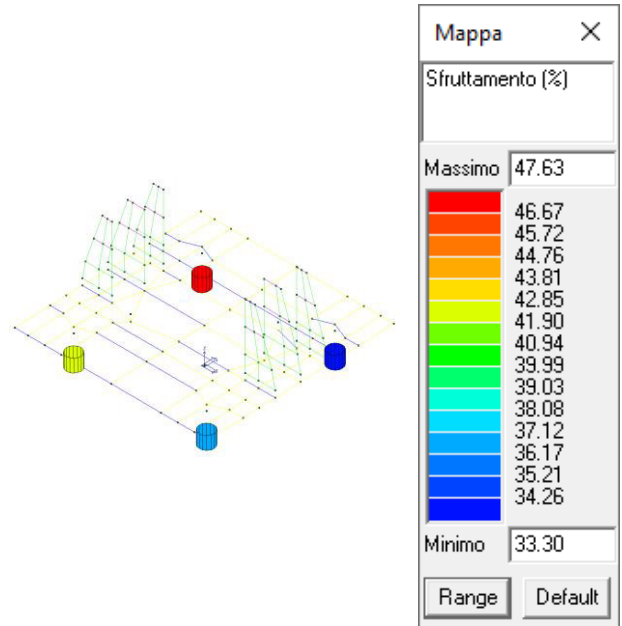 Mappa
Sfruttamento (%)
Massimo 47.63
46.67
45.72
44.76
43.81
42.85
41.90
40.94
39.99
39.03
38.08
37.12
36.17
35.21
34.26
Minimo 33.30
Range Default